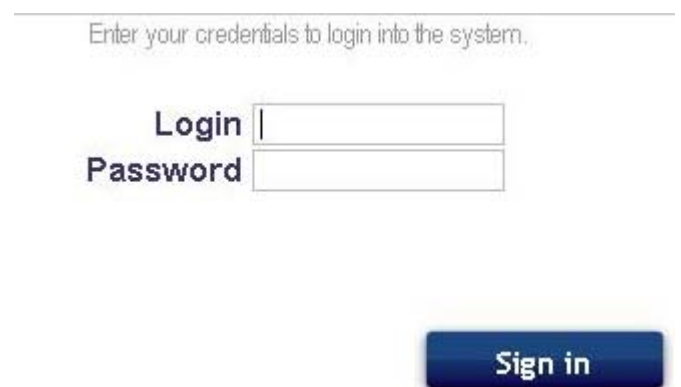 Enter your credentials to login into the system.
Login
Password
Sign in